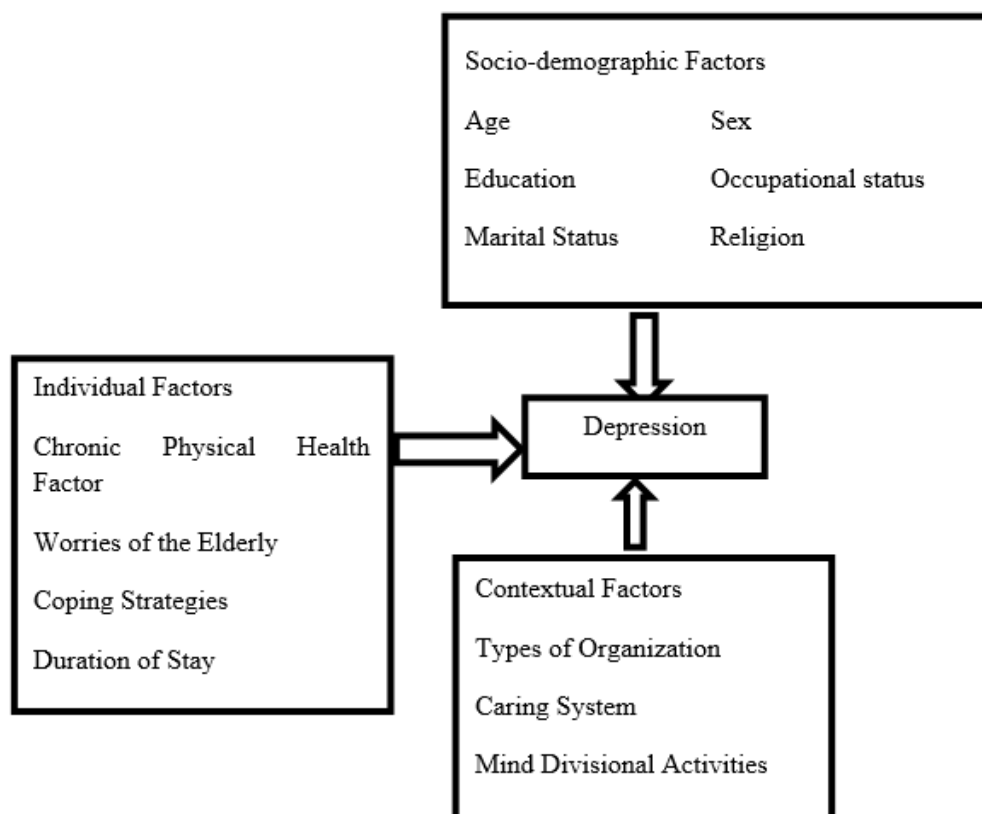 Socio-demographic Factors
Age Sex
Education Occupational status
Marital Status Religion
Individual Factors
Chronic Physical Health
Factor
Worries of the Elderly
Coping Strategies
Duration of Stay
Depression
Contextual Factors
Types of Organization
Caring System
Mind Divisional Activities